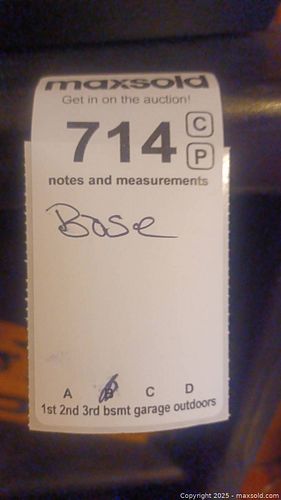 maxsold
Get in on the auction!
714 C
P
notes and measurements
Bose
A B C D
1st 2nd 3rd bsmt garage outdoors
Copyright 2025 - maxsold.com